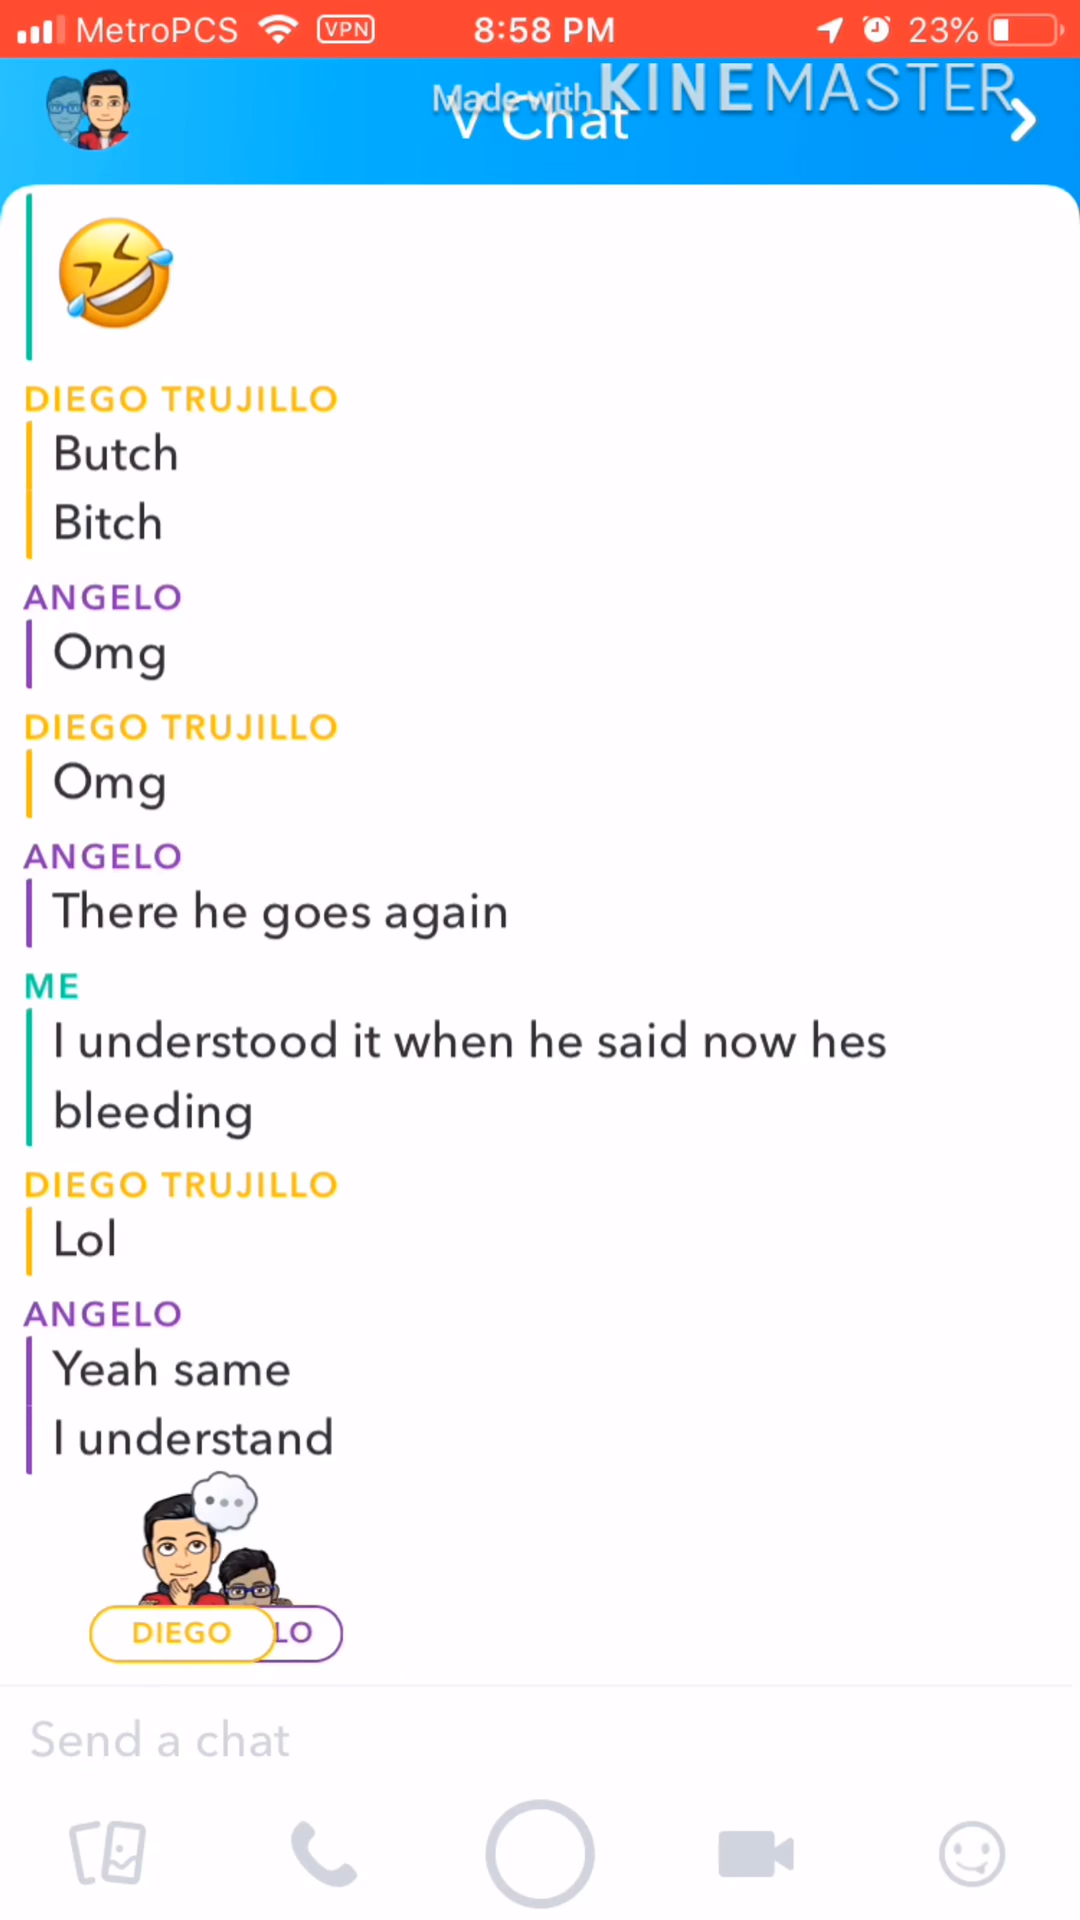 MetroPCS VPN 8:58 PM 23%
Made with KINEMASTER
V Chat
DIEGO TRUJILLO
Butch
Bitch
ANGELO
Omg
DIEGO TRUJILLO
Omg
ANGELO
There he goes again
ME
I understood it when he said now hes
bleeding
DIEGO TRUJILLO
Lol
ANGELO
Yeah same
I understand
DIEGO LO
Send a chat